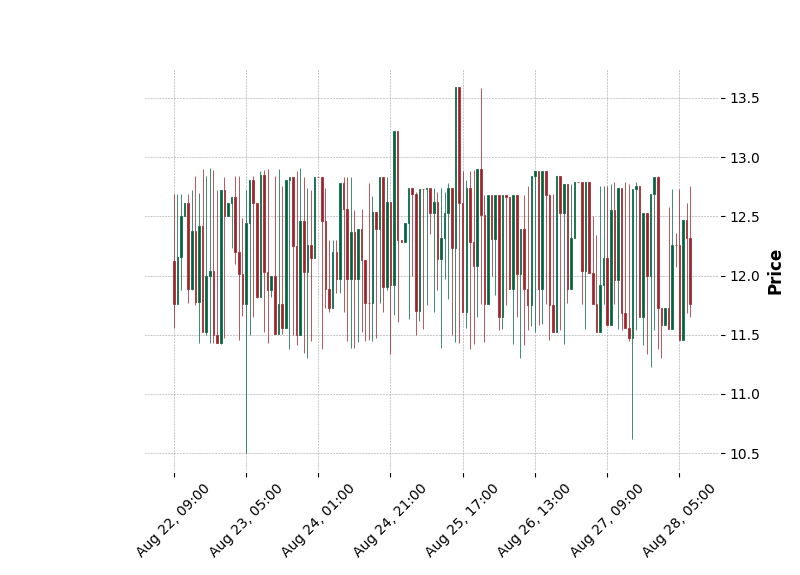 13.5
13.0
12.5
12.0
11.5
11.0
10.5
Price
Aug 22, 09:00
Aug 23, 05:00
Aug 24, 01:00
Aug 24, 21:00
Aug 25, 17:00
Aug 26, 13:00
Aug 27, 09:00
Aug 28, 05:00